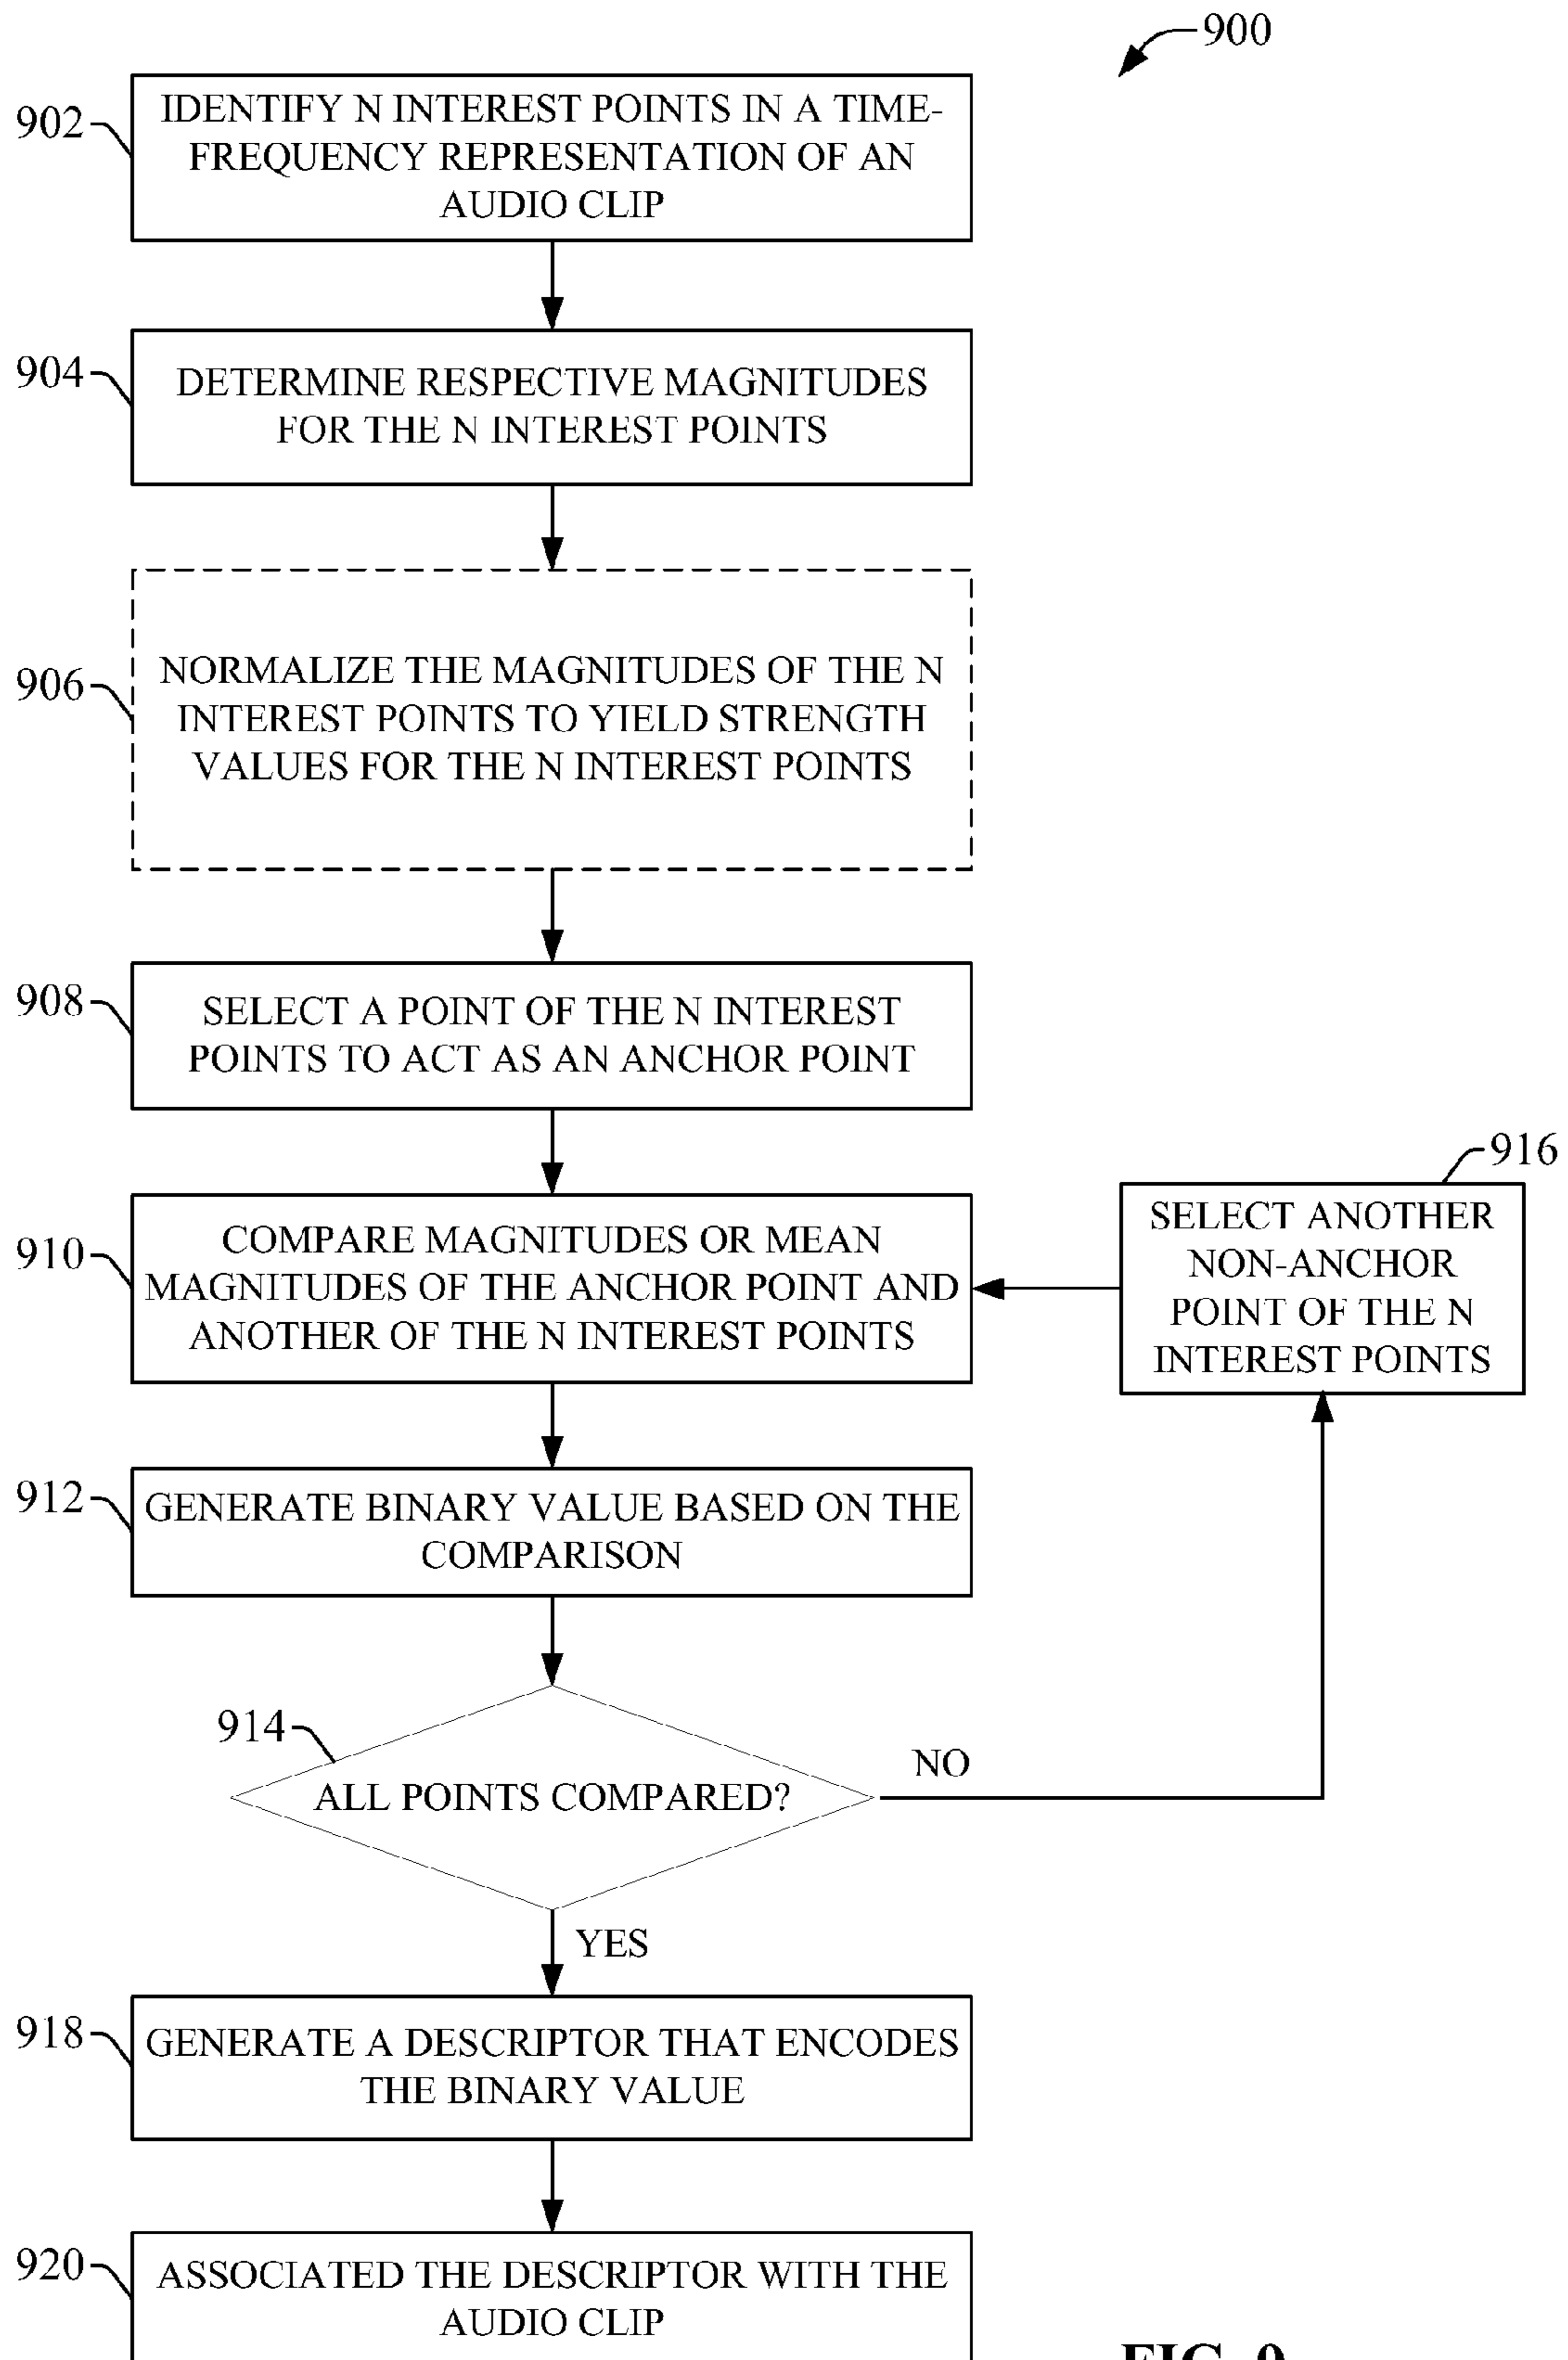 900
902
IDENTIFY N INTEREST POINTS IN A TIME-
FREQUENCY REPRESENTATION OF AN
AUDIO CLIP
904
DETERMINE RESPECTIVE MAGNITUDES
FOR THE N INTEREST POINTS
906
NORMALIZE THE MAGNITUDES OF THE N
INTEREST POINTS TO YIELD STRENGTH
VALUES FOR THE N INTEREST POINTS
908
SELECT A POINT OF THE N INTEREST
POINTS TO ACT AS AN ANCHOR POINT
910
COMPARE MAGNITUDES OR MEAN
MAGNITUDES OF THE ANCHOR POINT AND
ANOTHER OF THE N INTEREST POINTS
916
SELECT ANOTHER
NON-ANCHOR
POINT OF THE N
INTEREST POINTS
912
GENERATE BINARY VALUE BASED ON THE
COMPARISON
914
ALL POINTS COMPARED?
NO
YES
918
GENERATE A DESCRIPTOR THAT ENCODES
THE BINARY VALUE
920
ASSOCIATED THE DESCRIPTOR WITH THE
AUDIO CLIP
FIG. 9